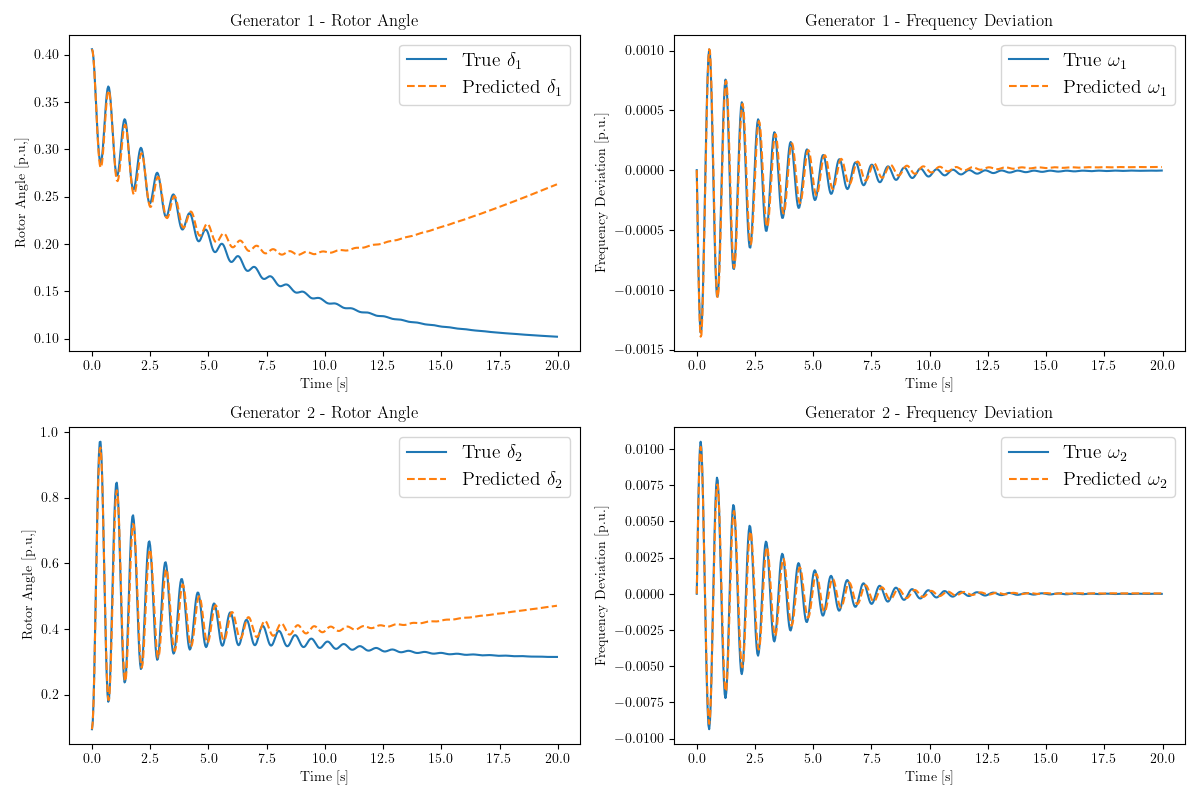 Generator 1 - Rotor Angle
Rotor Angle [p.u,]
0.40
0.35
0.30
0.25
0.20
0.15
0.10
True δ₁
Predicted δ₁
0.0 2.5 5.0 7.5 10.0 12.5 15.0 17.5 20.0
Time [s]
Generator 1 - Frequency Deviation
Frequency Deviation [p.u.]
0.0010
0.0005
0.0000
−0.0005
−0.0010
−0.0015
True ω₁
Predicted ω₁
0.0 2.5 5.0 7.5 10.0 12.5 15.0 17.5 20.0
Time [s]
Generator 2 - Rotor Angle
Rotor Angle [p.u,]
1.0
0.8
0.6
0.4
0.2
True δ₂
Predicted δ₂
0.0 2.5 5.0 7.5 10.0 12.5 15.0 17.5 20.0
Time [s]
Generator 2 - Frequency Deviation
Frequency Deviation [p.u.]
0.0100
0.0075
0.0050
0.0025
0.0000
−0.0025
−0.0050
−0.0075
−0.0100
True ω₂
Predicted ω₂
0.0 2.5 5.0 7.5 10.0 12.5 15.0 17.5 20.0
Time [s]